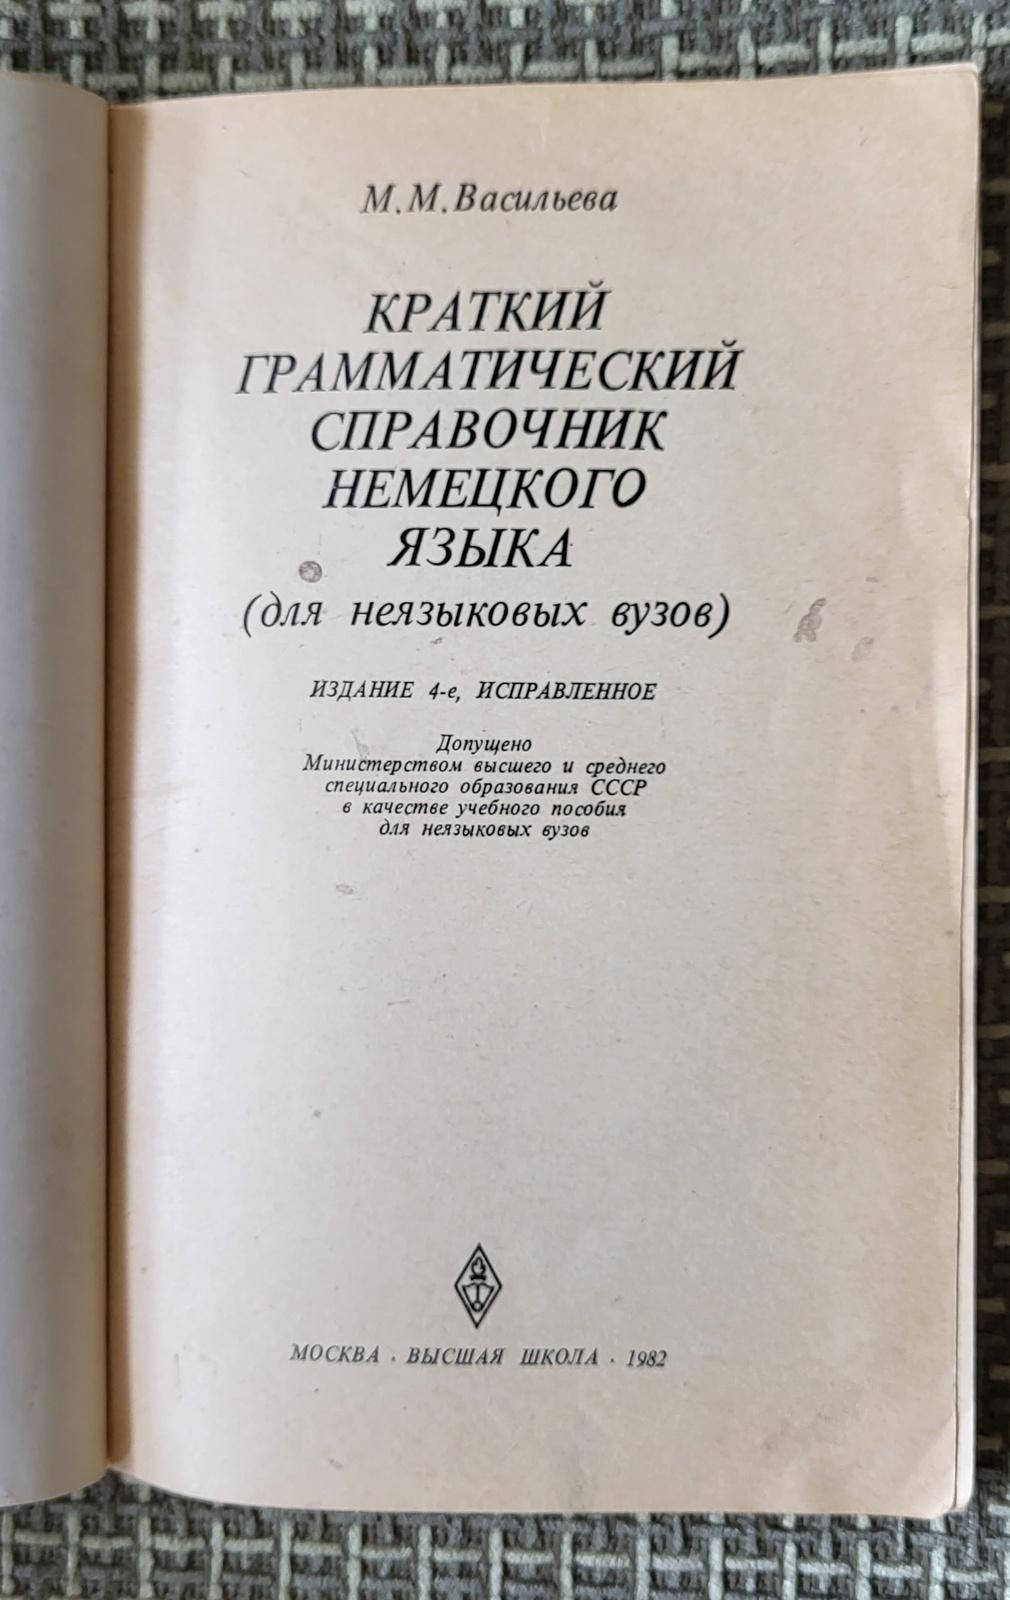 М. М. Васильева
КРАТКИЙ
ГРАММАТИЧЕСКИЙ
СПРАВОЧНИК
НЕМЕЦКОГО
ЯЗЫКА
(для неязыковых вузов)
ИЗДАНИЕ 4-е, ИСПРАВЛЕННОЕ
Допущено
Министерством высшего и среднего
специального образования СССР
в качестве учебного пособия
для неязыковых вузов
МОСКВА · ВЫСШАЯ ШКОЛА · 1982